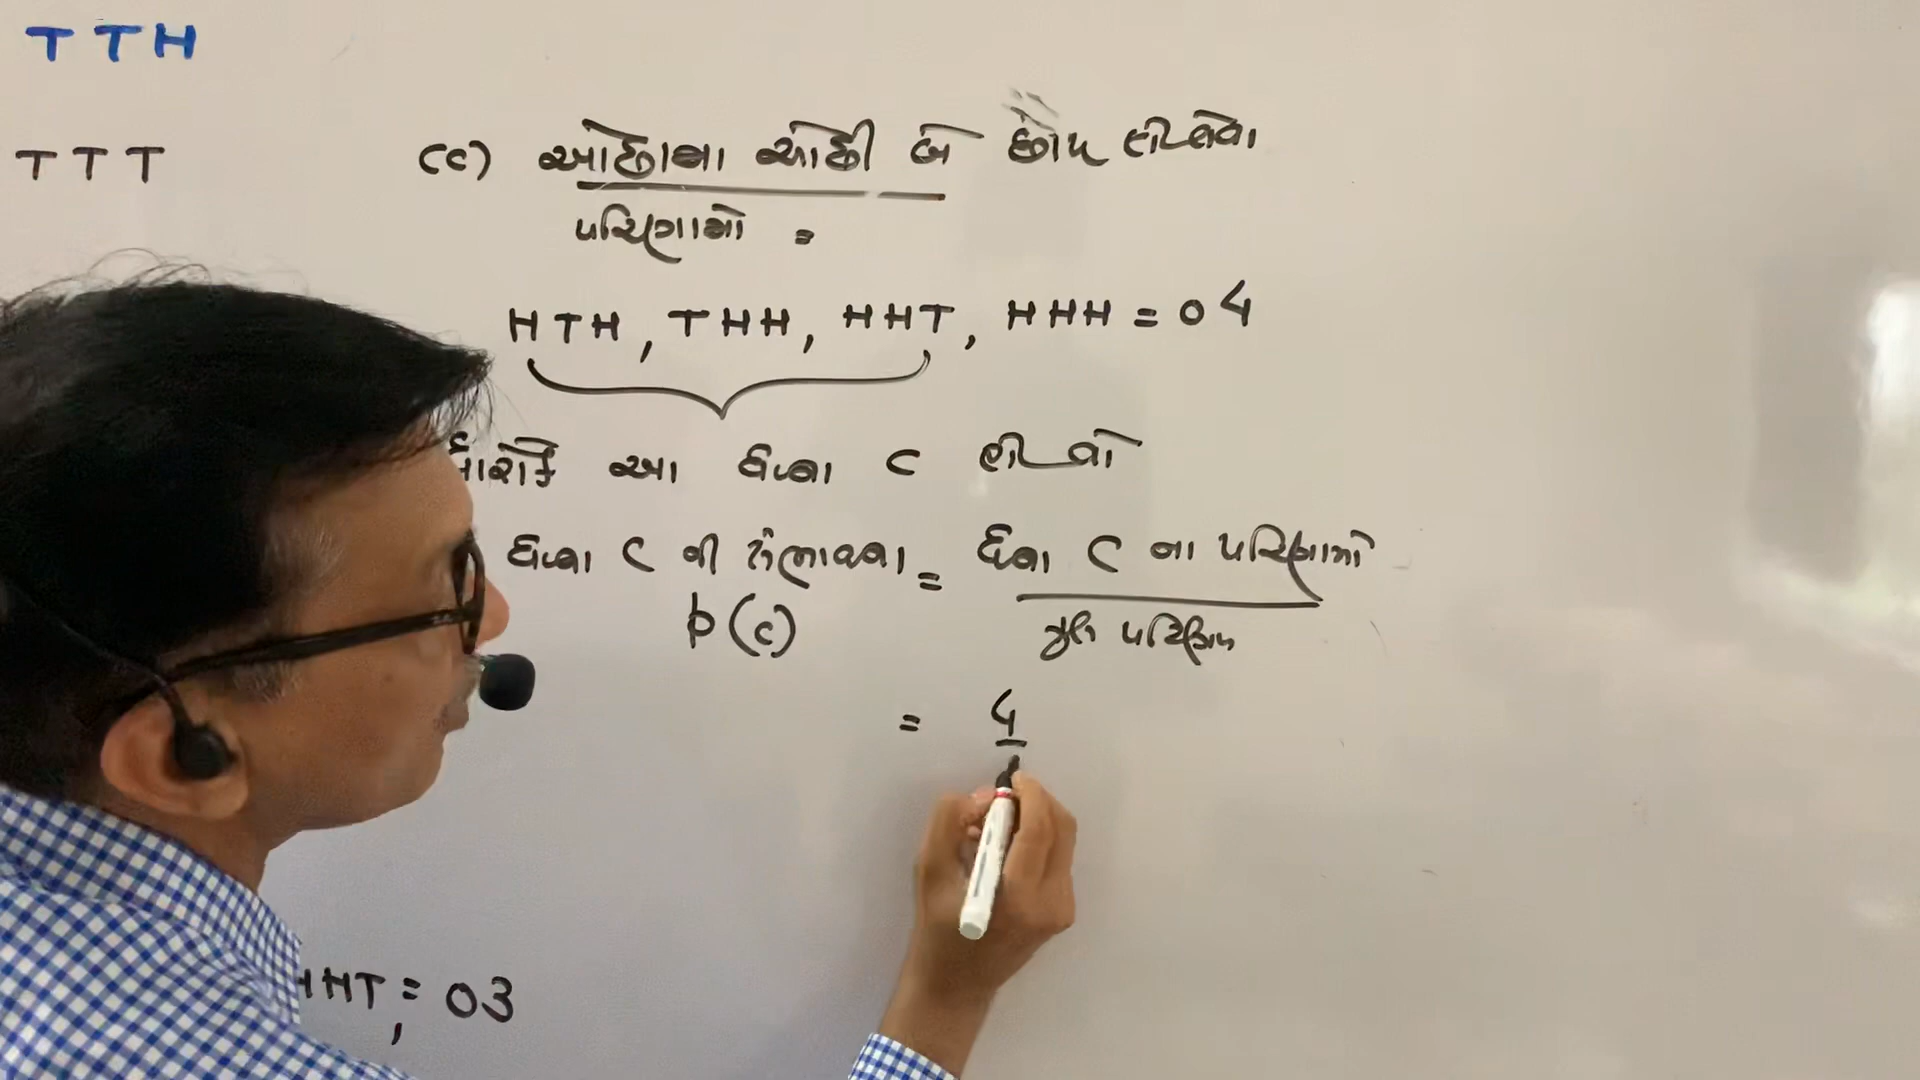 TTH
TTT
(c) ઓછામા ઓછી બે છાપ હોય તેવા
પરિણામો =
HTH, THH, HHT, HHH = 04
ધારોકે આ ઘટના C હોય તો
ઘટના C ની સંભાવના = ઘટના C ના પરિણામો
P(c) કુલ પરિણામ
= 4
HHT, = 03